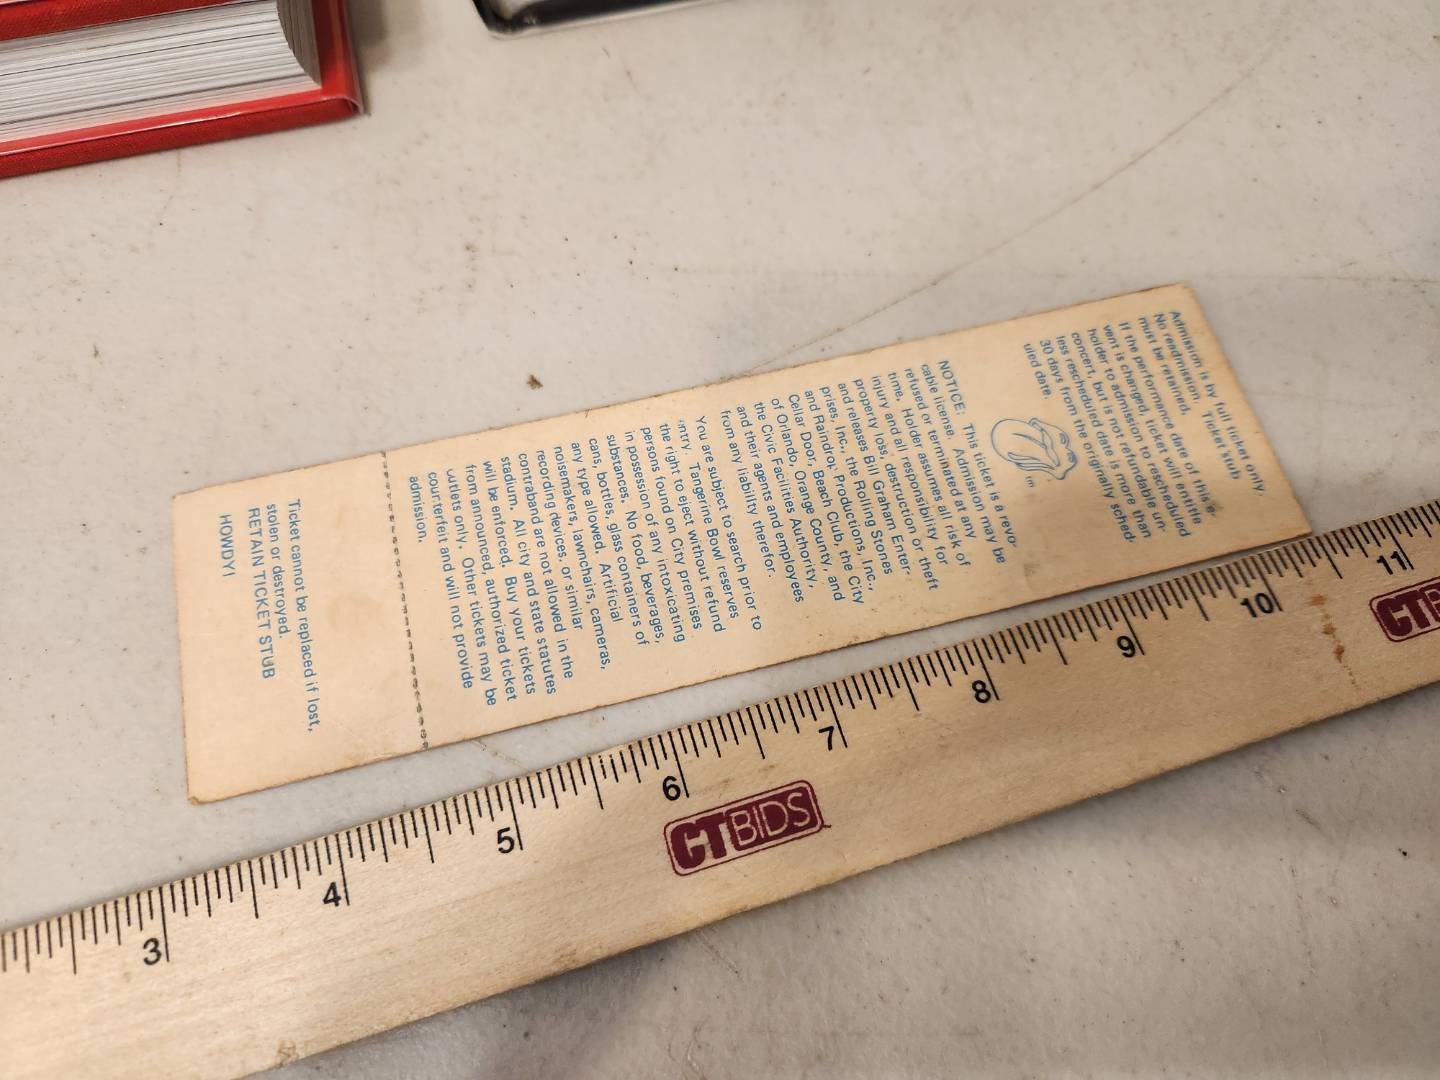 Admission is by full ticket only.
No readmission. Ticket stub
must be retained.
If the performance date of this e-
vent is changed, ticket will entitle
holder to admission to rescheduled
concert, but is not refundable un-
less rescheduled date is more than
30 days from the originally sched-
uled date.
tm
NOTICE: This ticket is a revo-
cable license. Admission may be
refused or terminated at any
time. Holder assumes all risk of
injury and all responsibility for
property loss, destruction or theft
and releases Bill Graham Enter-
prises, Inc., the Rolling Stones
and Raindrop Productions, Inc.,
Cellar Door, Beach Club, the City
of Orlando, Orange County, and
the Civic Facilities Authority,
and their agents and employees
from any liability therefor.
You are subject to search prior to
entry. Tangerine Bowl reserves
the right to eject without refund
persons found on City premises
in possession of any intoxicating
substances. No food, beverages,
cans, bottles, glass containers of
any type allowed. Artificial
noisemakers, lawnchairs, cameras,
recording devices, or similar
contraband are not allowed in the
stadium. All city and state statutes
will be enforced. Buy your tickets
from announced, authorized ticket
outlets only. Other tickets may be
counterfeit and will not provide
admission.
Ticket cannot be replaced if lost,
stolen or destroyed.
RETAIN TICKET STUB
HOWDY!
3 4 5 6 7 8 9 10 11
CTBIDS
CTB